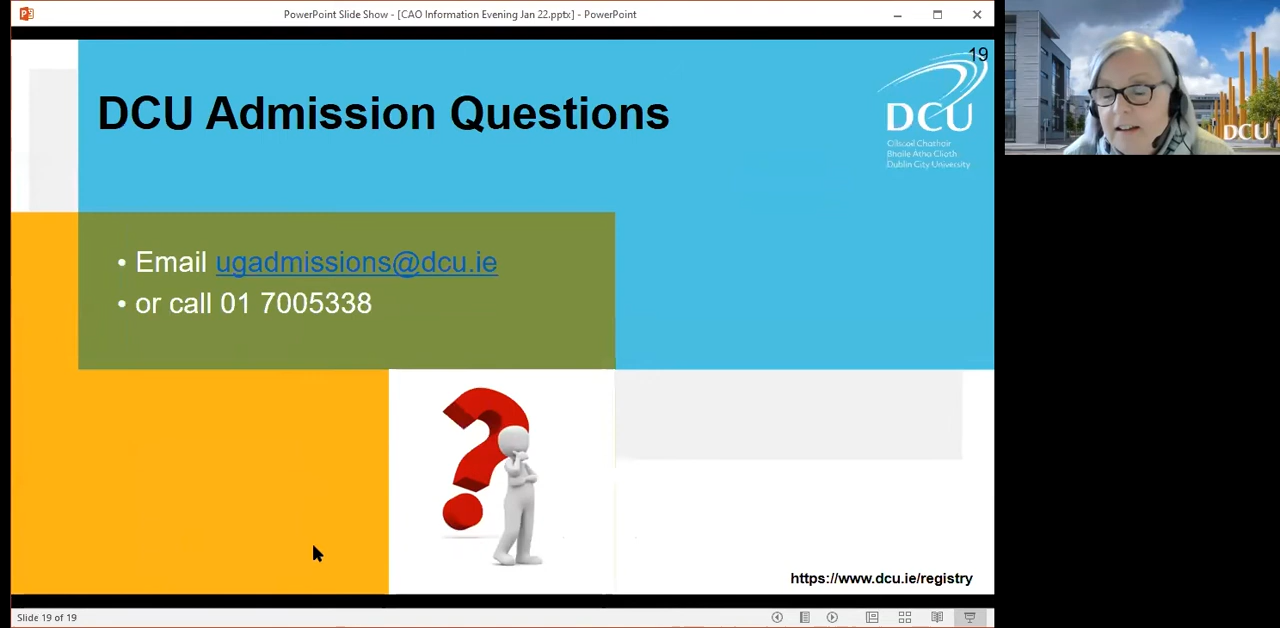 PowerPoint Slide Show - [CAO Information Evening Jan 22.pptx] - PowerPoint
19
DCU Admission Questions
DCU
Ollscoil Chathair
Bhaile Átha Cliath
Dublin City University
DCU
• Email ugadmissions@dcu.ie
• or call 01 7005338
?
https://www.dcu.ie/registry
Slide 19 of 19